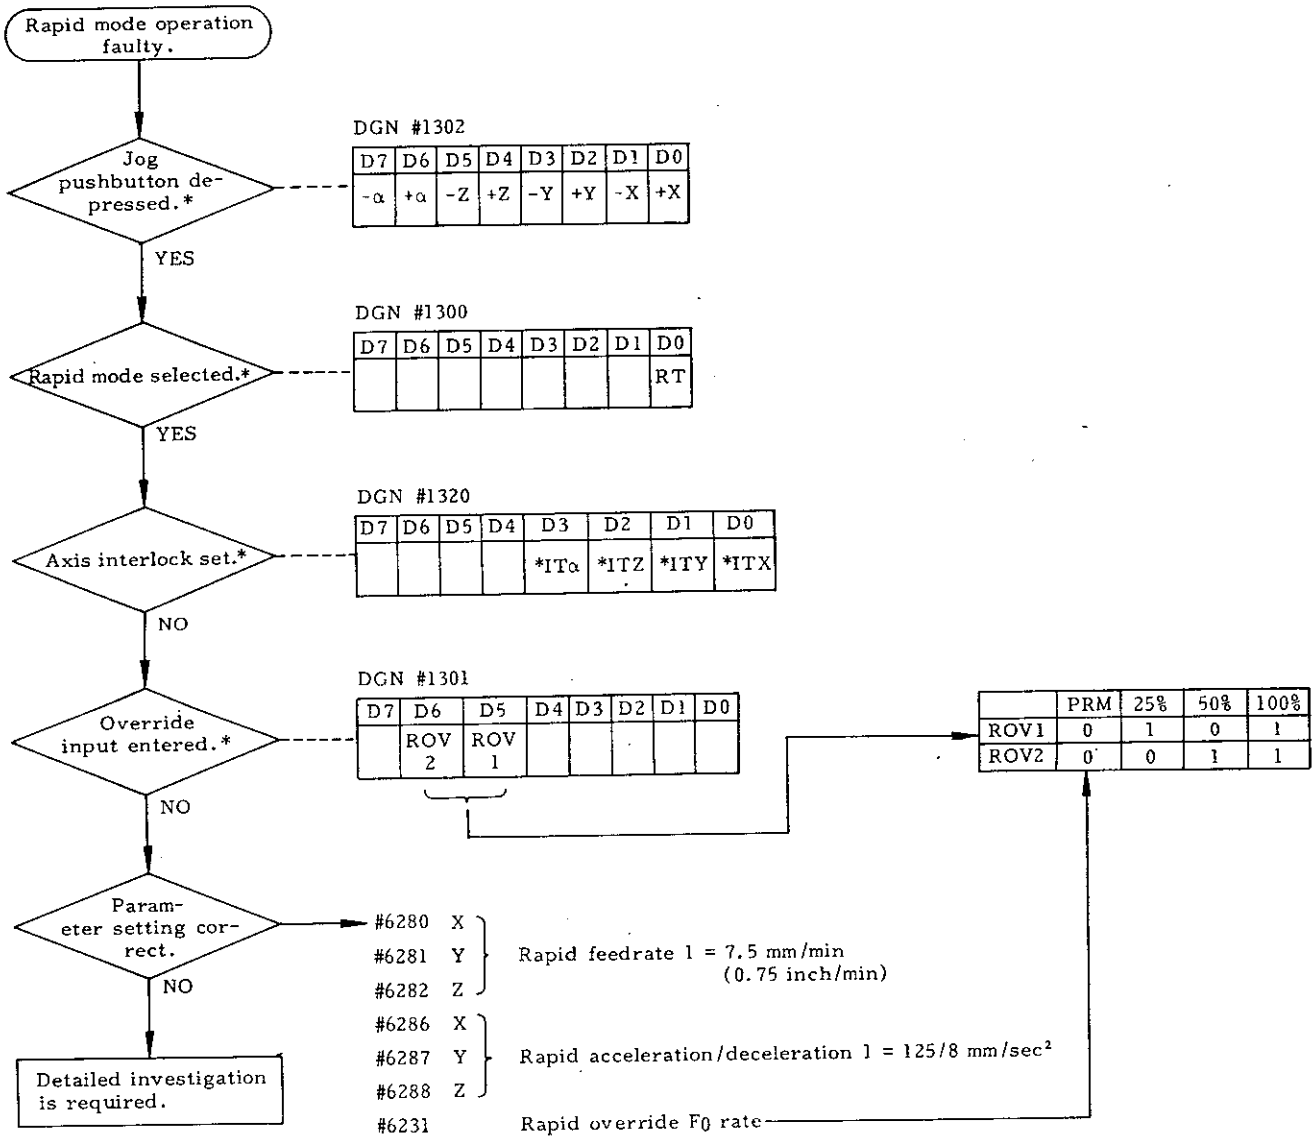 Rapid mode operation
faulty.
Jog
pushbutton de-
pressed.*
DGN #1302
D7 D6 D5 D4 D3 D2 D1 D0
-α +α -Z +Z -Y +Y -X +X
YES
Rapid mode selected.*
DGN #1300
D7 D6 D5 D4 D3 D2 D1 D0
RT
YES
Axis interlock set.*
DGN #1320
D7 D6 D5 D4 D3 D2 D1 D0
*ITα *ITZ *ITY *ITX
NO
Override
input entered.*
DGN #1301
D7 D6 D5 D4 D3 D2 D1 D0
ROV ROV
2 1
PRM 25% 50% 100%
ROV1 0 1 0 1
ROV2 0 0 1 1
NO
Param-
eter setting cor-
rect.
#6280 X
#6281 Y
#6282 Z
Rapid feedrate 1 = 7.5 mm/min
(0.75 inch/min)
NO
#6286 X
#6287 Y
#6288 Z
Rapid acceleration/deceleration 1 = 125/8 mm/sec²
#6231 Rapid override F0 rate
Detailed investigation
is required.